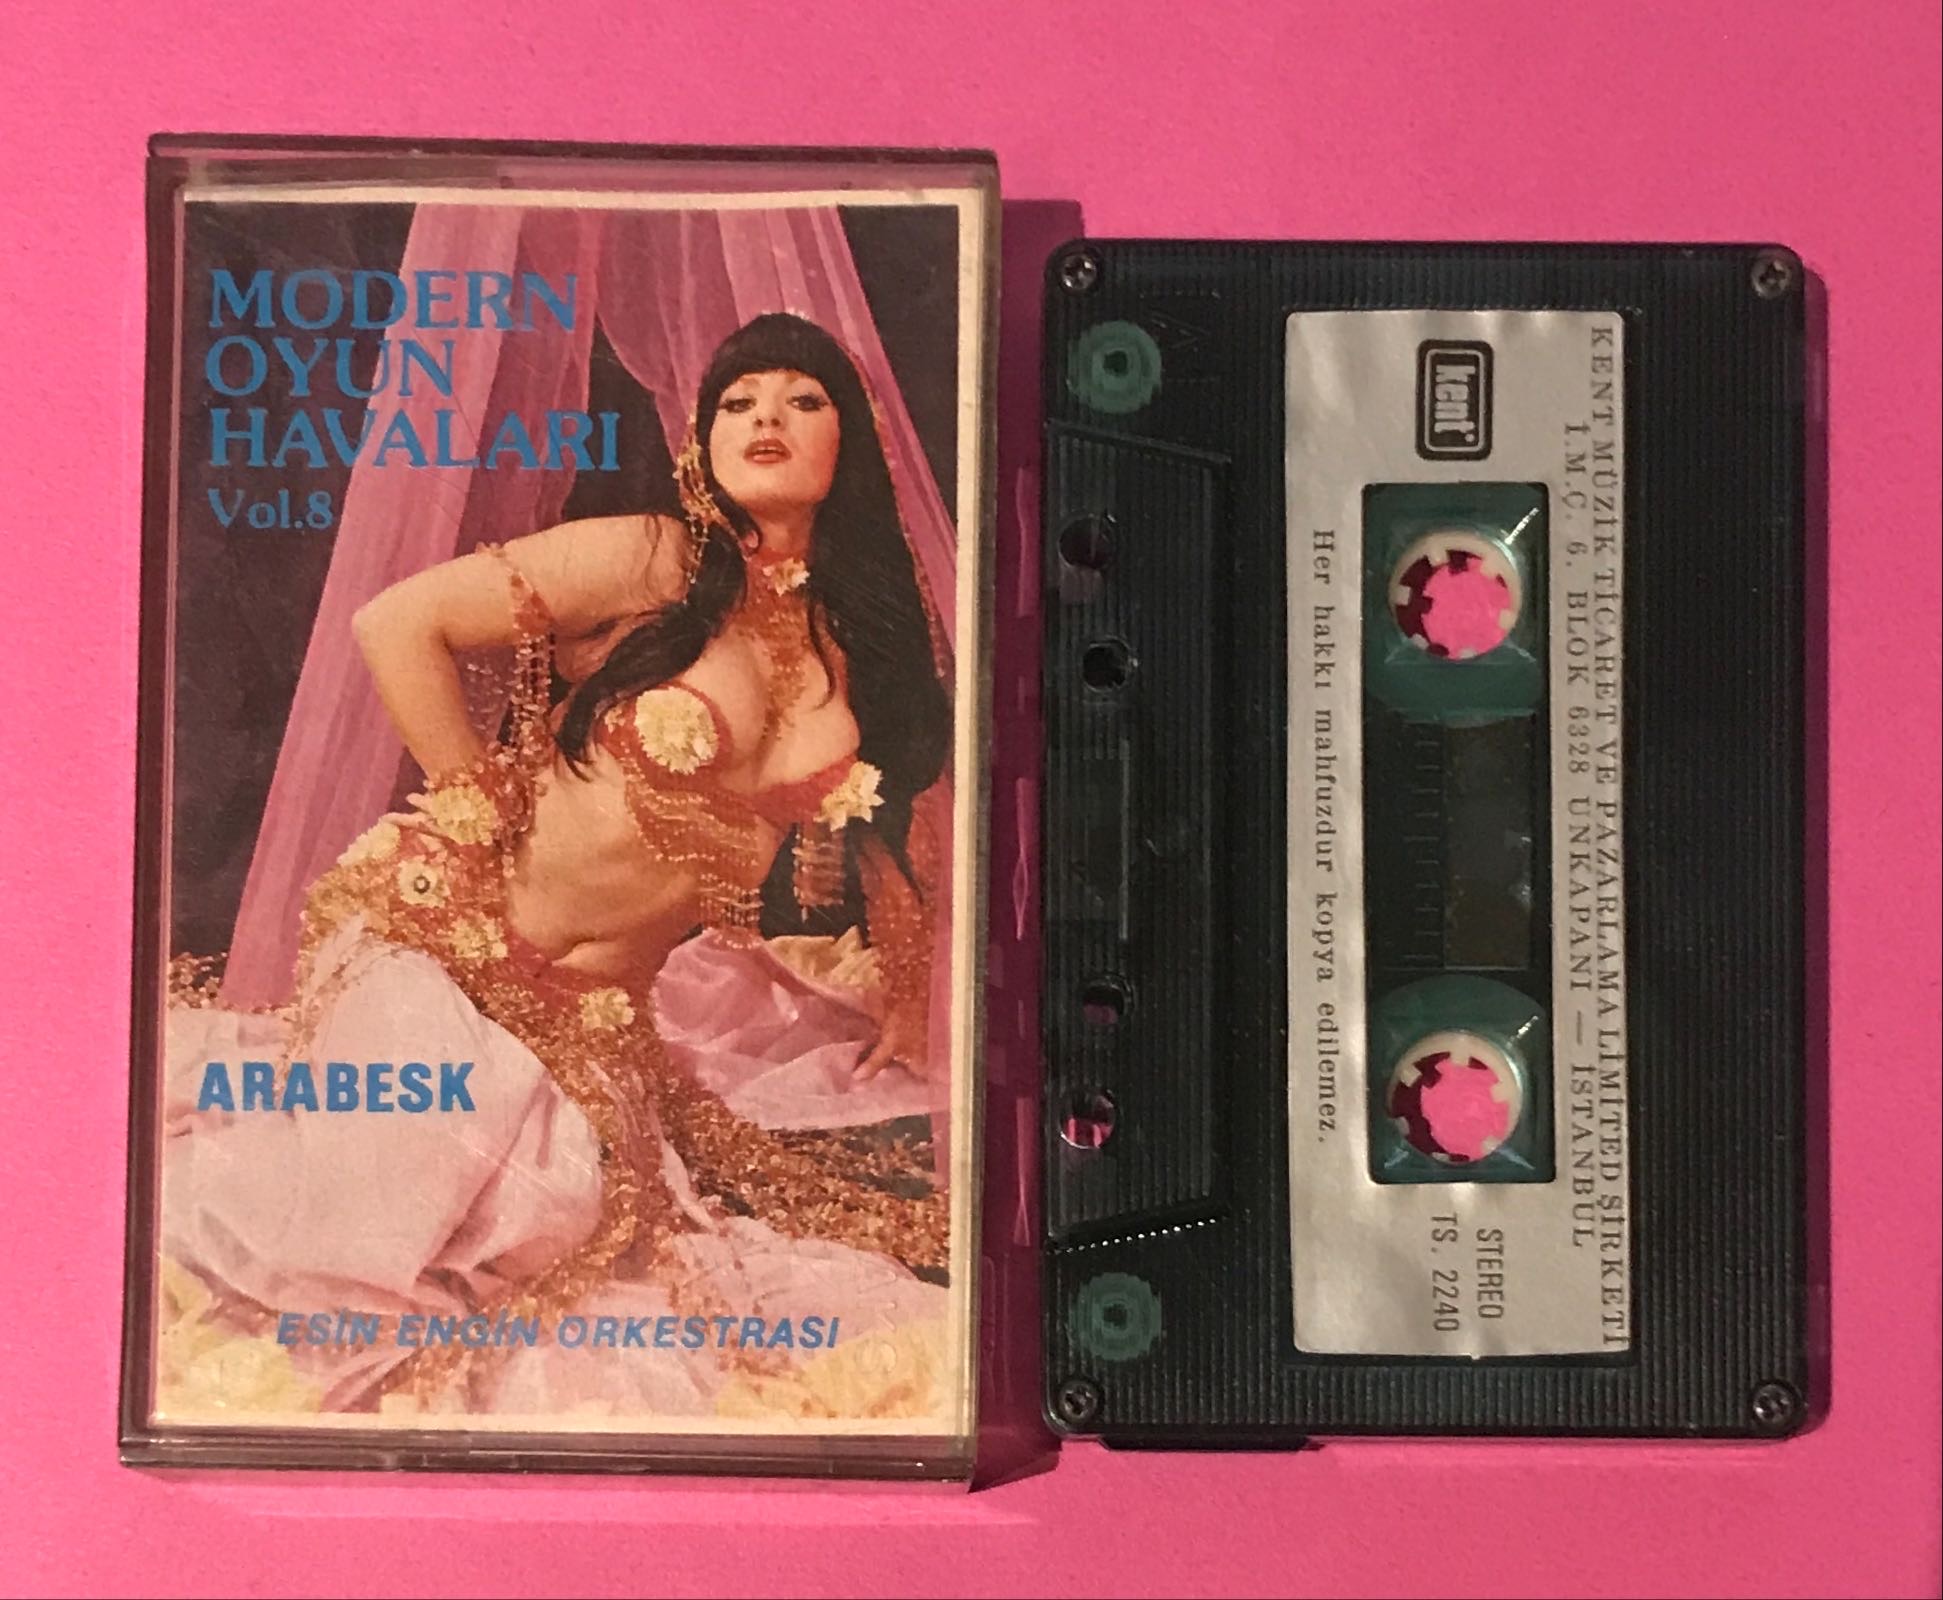 MODERN
OYUN
HAVALARI
Vol.8
ARABESK
ESİN ENGİN ORKESTRASI
KENT MÜZİK TİCARET VE PAZARLAMA LİMİTED ŞİRKETİ
İ.M.Ç. 6. BLOK 6328 UNKAPANI — İSTANBUL
kent
STEREO
TS. 2240
Her hakkı mahfuzdur kopya edilemez.